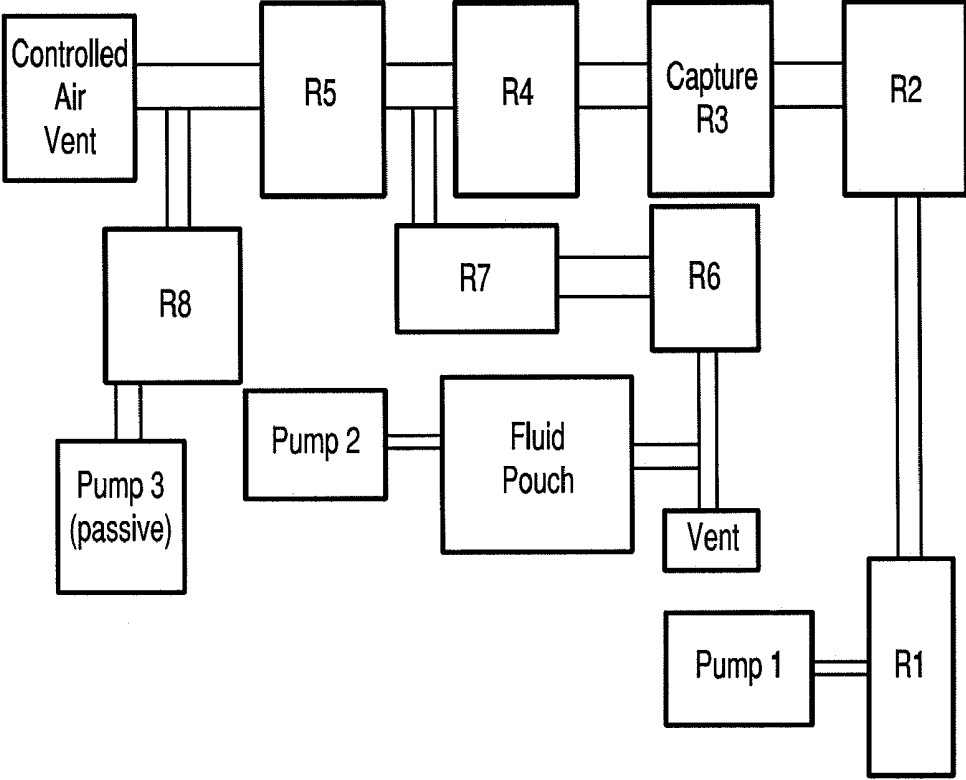 Controlled
Air
Vent
R5
R4
Capture
R3
R2
R8
R7
R6
Pump 3
(passive)
Pump 2
Fluid
Pouch
Vent
Pump 1
R1